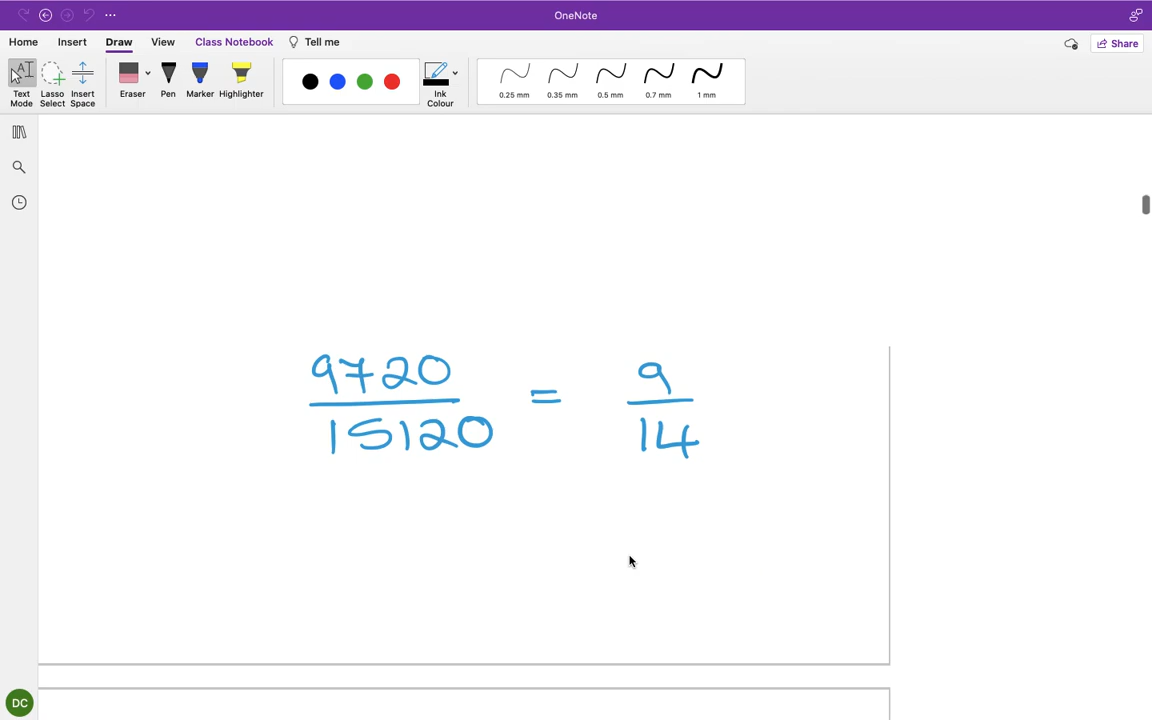 OneNote
Home Insert Draw View Class Notebook Tell me
Share
Text Mode
Lasso Select
Insert Space
Eraser
Pen
Marker
Highlighter
Ink Colour
0.25 mm 0.35 mm 0.5 mm 0.7 mm 1 mm
9720 / 15120 = 9 / 14
DC